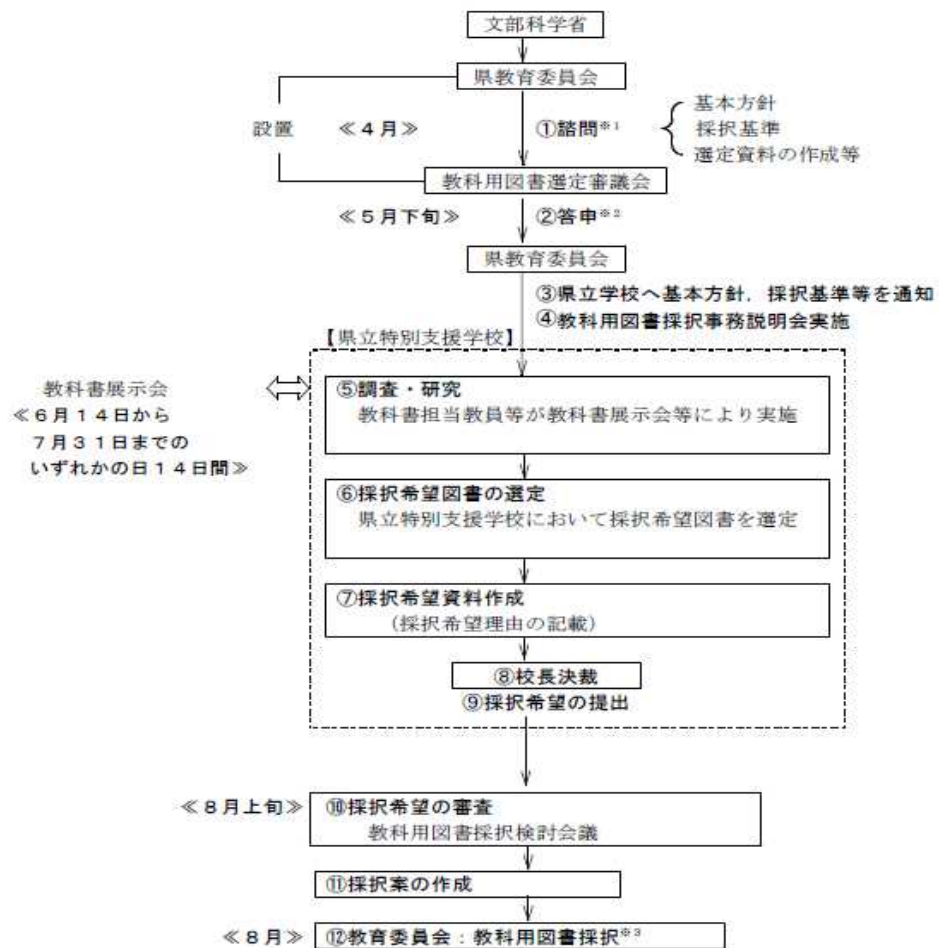 文部科学省
県教育委員会
設置
≪４月≫
①諮問※1
基本方針
採択基準
選定資料の作成等
教科用図書選定審議会
≪５月下旬≫
②答申※2
県教育委員会
③県立学校へ基本方針，採択基準等を通知
④教科用図書採択事務説明会実施
【県立特別支援学校】
教科書展示会
≪６月１４日から
７月３１日までの
いずれかの日１４日間≫
⑤調査・研究
教科書担当教員等が教科書展示会等により実施
⑥採択希望図書の選定
県立特別支援学校において採択希望図書を選定
⑦採択希望資料作成
（採択希望理由の記載）
⑧校長決裁
⑨採択希望の提出
≪８月上旬≫
⑩採択希望の審査
教科用図書採択検討会議
⑪採択案の作成
≪８月≫
⑫教育委員会：教科用図書採択※3